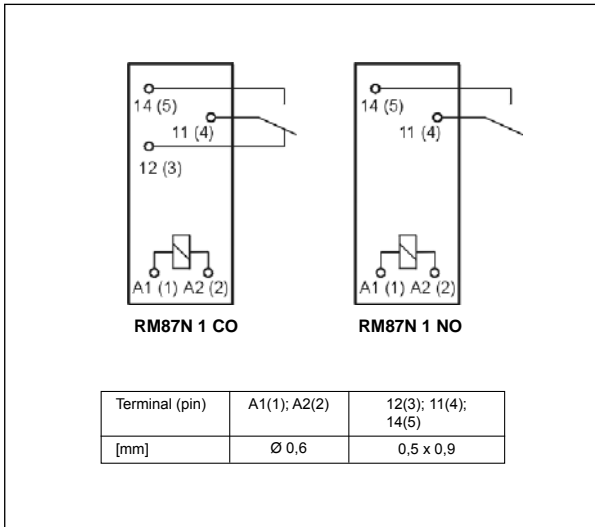 14 (5)
11 (4)
12 (3)
A1 (1) A2 (2)
RM87N 1 CO
14 (5)
11 (4)
A1 (1) A2 (2)
RM87N 1 NO
Terminal (pin) A1(1); A2(2) 12(3); 11(4);
14(5)
[mm] Ø 0,6 0,5 x 0,9